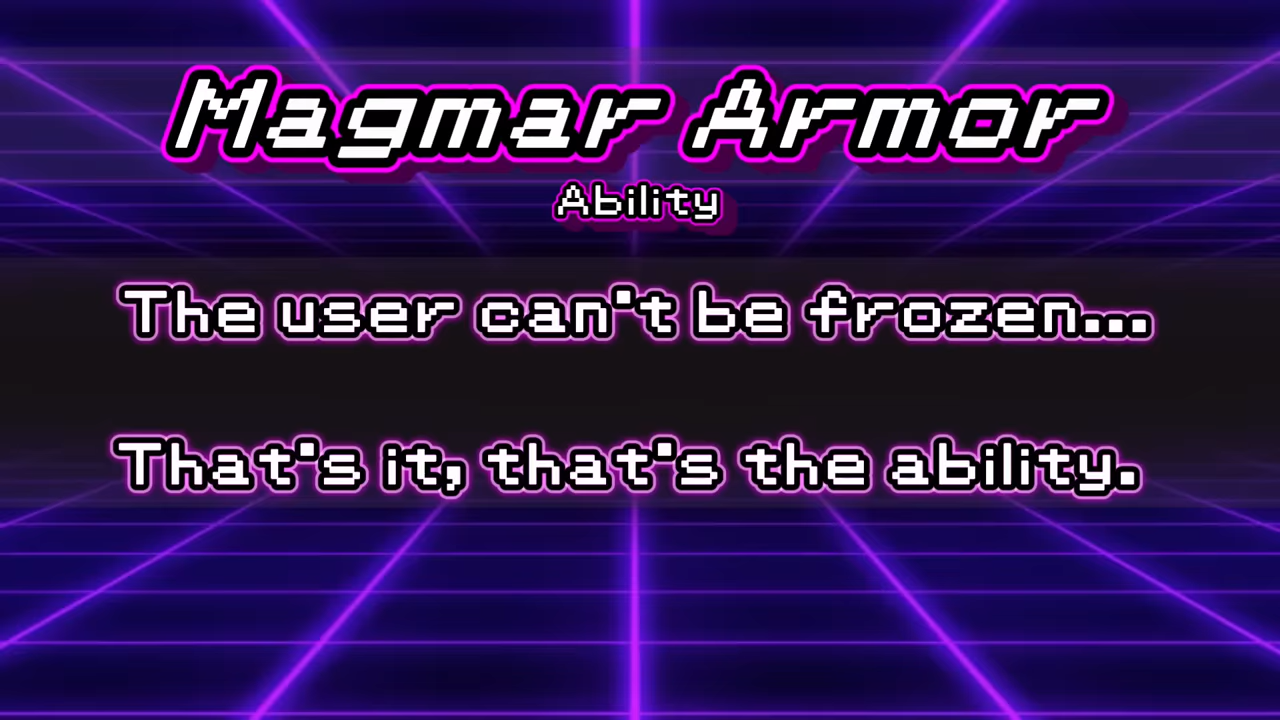 Magmar Armor
Ability
The user can't be frozen...
That's it, that's the ability.